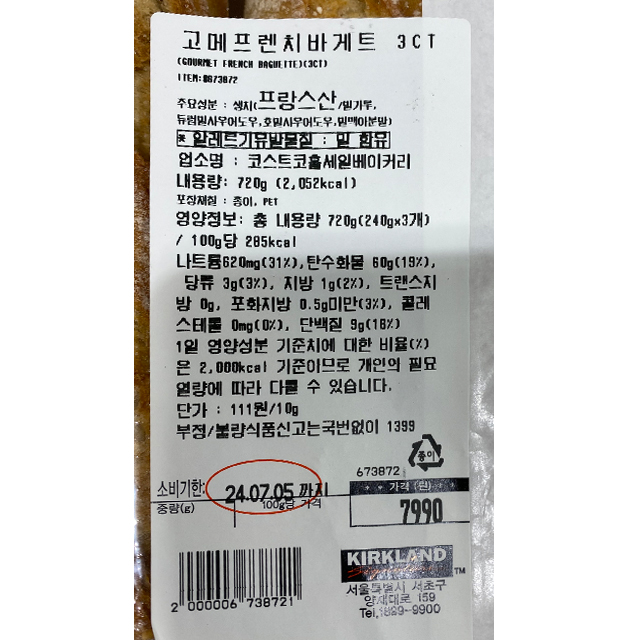 고메프렌치바게트 3CT
(GOURMET FRENCH BAGUETTE)(3CT)
ITEM:8673872
주요성분 : 생지(프랑스산/밀가루,
듀럼밀사우어도우,호밀사우어도우,밀맥아분말)
* 알레르기유발물질 : 밀 함유
업소명 : 코스트코홀세일베이커리
내용량: 720g (2,052kcal)
포장재질 : 종이, PET
영양정보: 총 내용량 720g(240gx3개)
/ 100g당 285kcal
나트륨620mg(31%),탄수화물 60g(19%),
당류 3g(3%), 지방 1g(2%), 트랜스지
방 0g, 포화지방 0.5g미만(3%), 콜레
스테롤 0mg(0%), 단백질 9g(18%)
1일 영양성분 기준치에 대한 비율(%)
은 2,000kcal 기준이므로 개인의 필요
열량에 따라 다를 수 있습니다.
단가 : 111원/10g
부정/불량식품신고는국번없이 1399
종이
673872
소비기한: 24.07.05 까지
가격 (원)
중량(g) 100g당 가격
7990
KIRKLAND
Signature™
서울특별시 서초구
양재대로 159
Tel.1899-9900
2 000006 738721